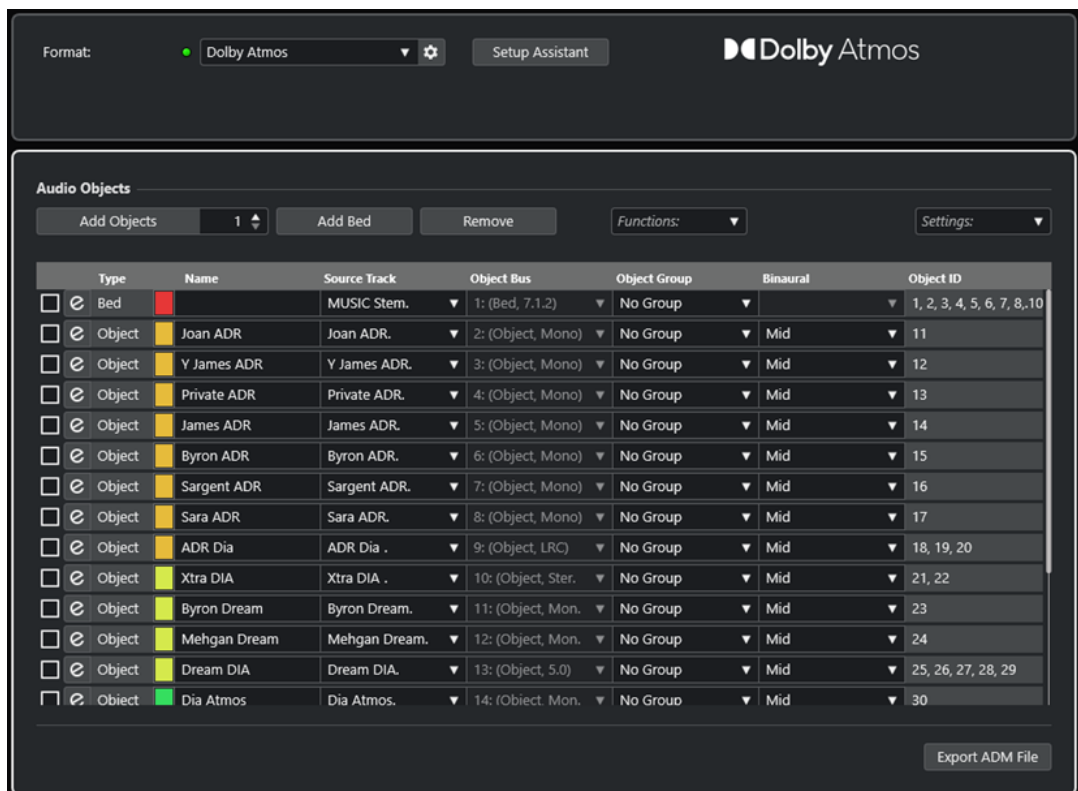 Format: Dolby Atmos Setup Assistant Dolby Atmos
Audio Objects
Add Objects 1 Add Bed Remove Functions: Settings:
Type Name Source Track Object Bus Object Group Binaural Object ID
e Bed MUSIC Stem. 1: (Bed, 7.1.2) No Group 1, 2, 3, 4, 5, 6, 7, 8,.10
e Object Joan ADR Joan ADR. 2: (Object, Mono) No Group Mid 11
e Object Y James ADR Y James ADR. 3: (Object, Mono) No Group Mid 12
e Object Private ADR Private ADR. 4: (Object, Mono) No Group Mid 13
e Object James ADR James ADR. 5: (Object, Mono) No Group Mid 14
e Object Byron ADR Byron ADR. 6: (Object, Mono) No Group Mid 15
e Object Sargent ADR Sargent ADR. 7: (Object, Mono) No Group Mid 16
e Object Sara ADR Sara ADR. 8: (Object, Mono) No Group Mid 17
e Object ADR Dia ADR Dia . 9: (Object, LRC) No Group Mid 18, 19, 20
e Object Xtra DIA Xtra DIA . 10: (Object, Ster. No Group Mid 21, 22
e Object Byron Dream Byron Dream. 11: (Object, Mon. No Group Mid 23
e Object Mehgan Dream Mehgan Dream. 12: (Object, Mon. No Group Mid 24
e Object Dream DIA Dream DIA. 13: (Object, 5.0) No Group Mid 25, 26, 27, 28, 29
e Object Dia Atmos Dia Atmos. 14: (Object, Mon. No Group Mid 30
Export ADM File